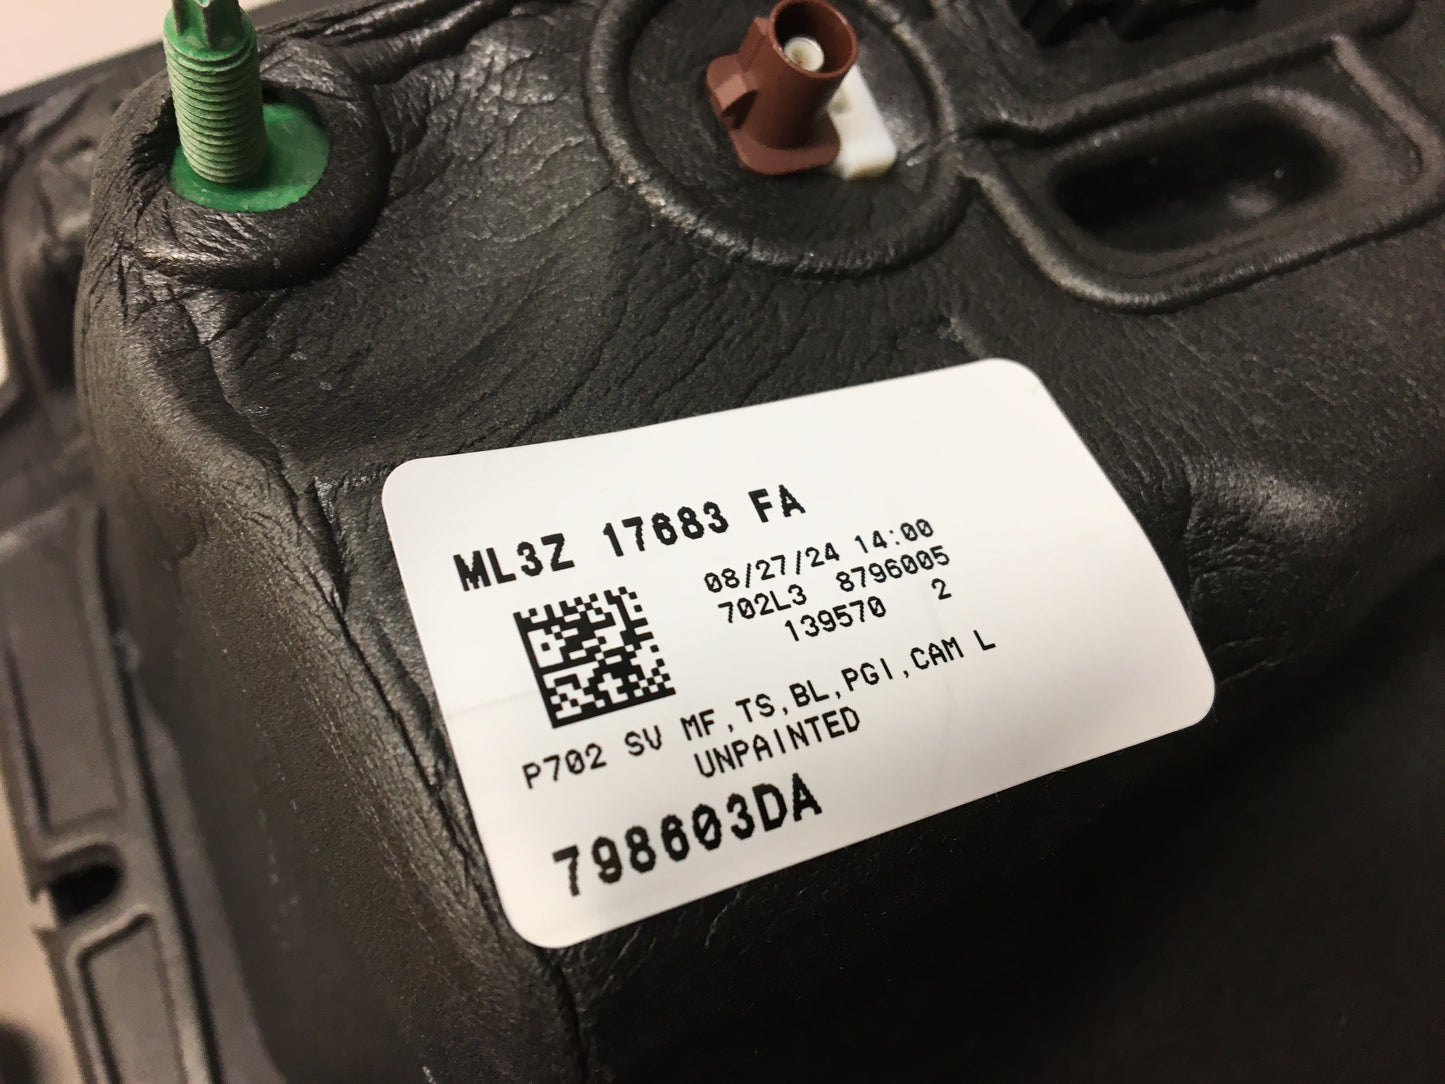 ML3Z 17683 FA
08/27/24 14:00
702L3 8796005
139570 2
P702 SV MF,TS,BL,PGI,CAM L
UNPAINTED
798603DA